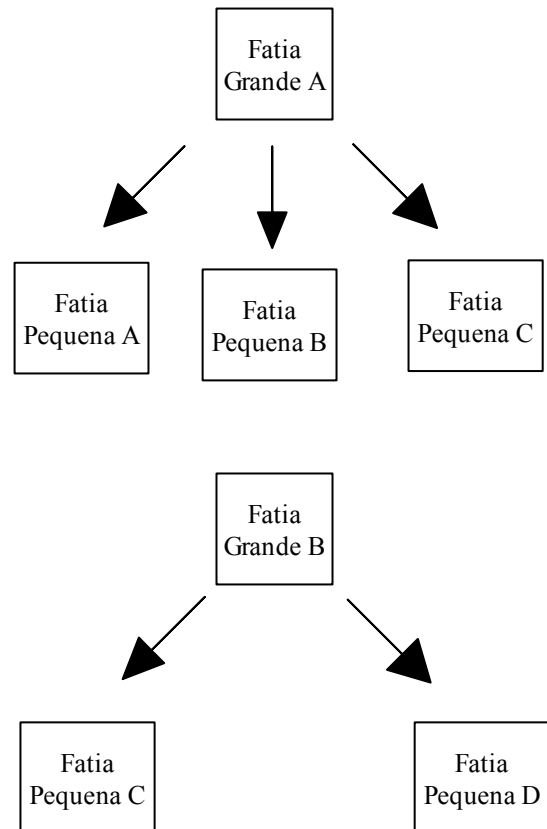 Fatia
Grande A
Fatia
Pequena A
Fatia
Pequena B
Fatia
Pequena C
Fatia
Grande B
Fatia
Pequena C
Fatia
Pequena D